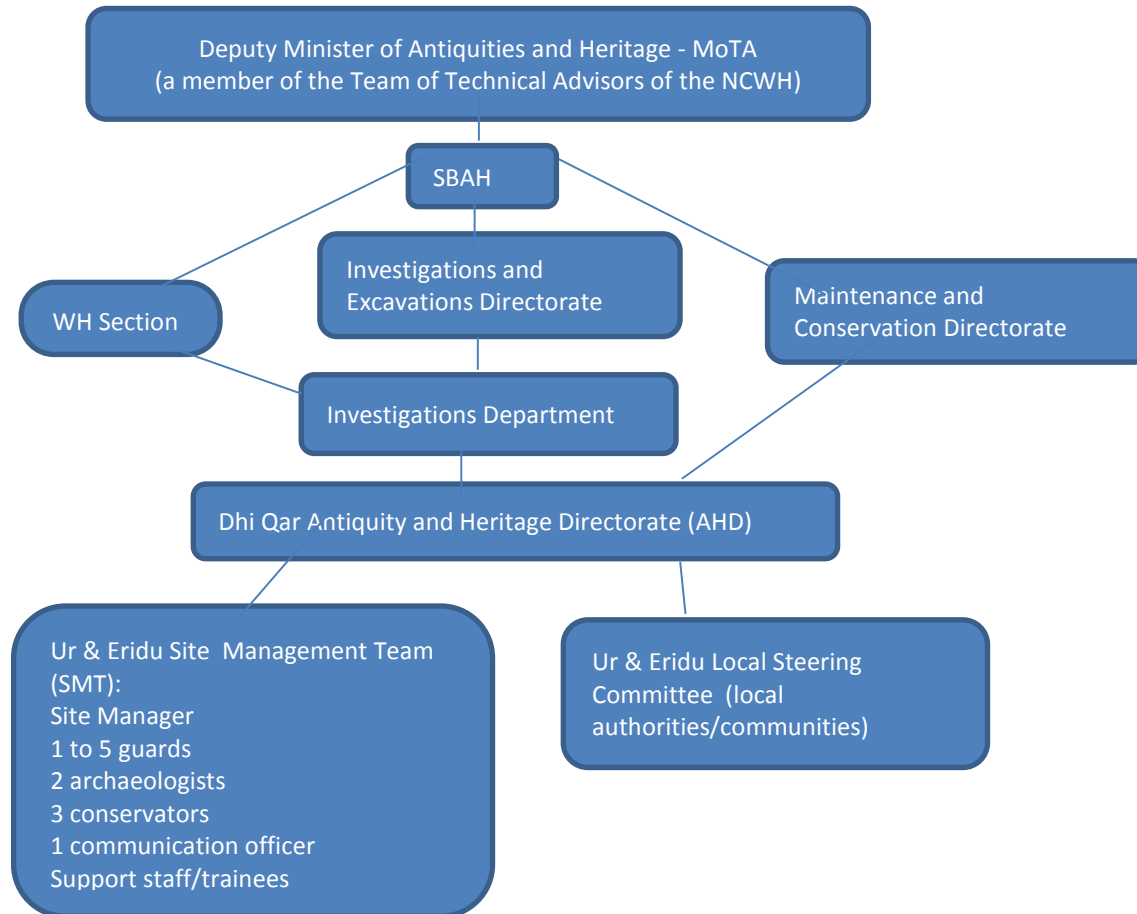 Deputy Minister of Antiquities and Heritage - MoTA
(a member of the Team of Technical Advisors of the NCWH)
SBAH
Investigations and
Excavations Directorate
Maintenance and
Conservation Directorate
WH Section
Investigations Department
Dhi Qar Antiquity and Heritage Directorate (AHD)
Ur & Eridu Site Management Team
(SMT):
Site Manager
1 to 5 guards
2 archaeologists
3 conservators
1 communication officer
Support staff/trainees
Ur & Eridu Local Steering
Committee (local
authorities/communities)